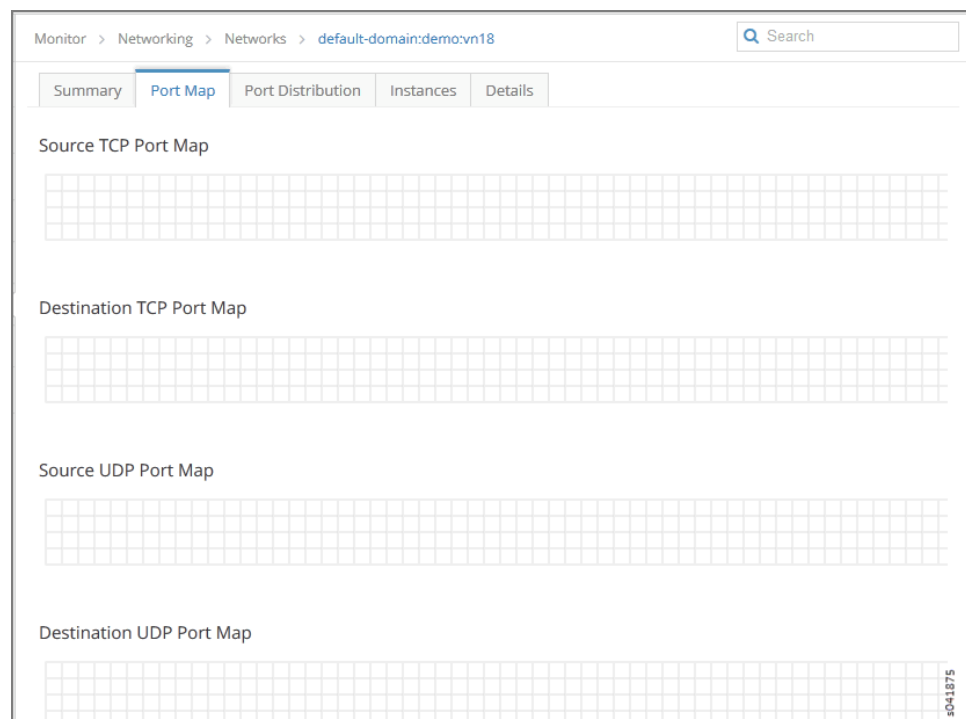 Monitor > Networking > Networks > default-domain:demo:vn18
Search
Summary Port Map Port Distribution Instances Details
Source TCP Port Map
Destination TCP Port Map
Source UDP Port Map
Destination UDP Port Map
s041875